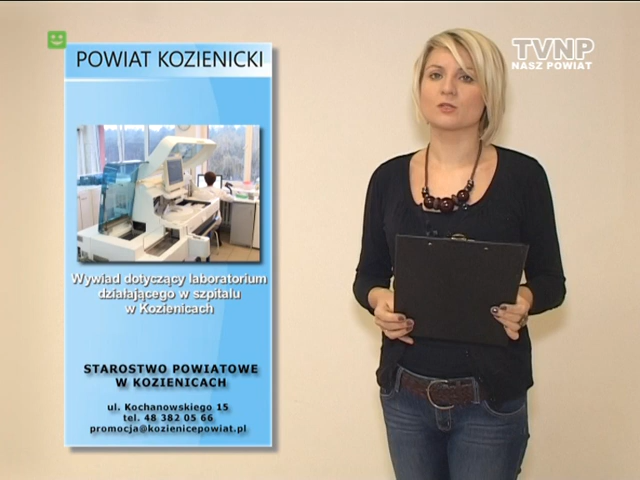 POWIAT KOZIENICKI
TVNP
NASZ POWIAT
Wywiad dotyczący laboratorium
działającego w szpitalu
w Kozienicach
STAROSTWO POWIATOWE
W KOZIENICACH
ul. Kochanowskiego 15
tel. 48 382 05 66
promocja@kozienicepowiat.pl